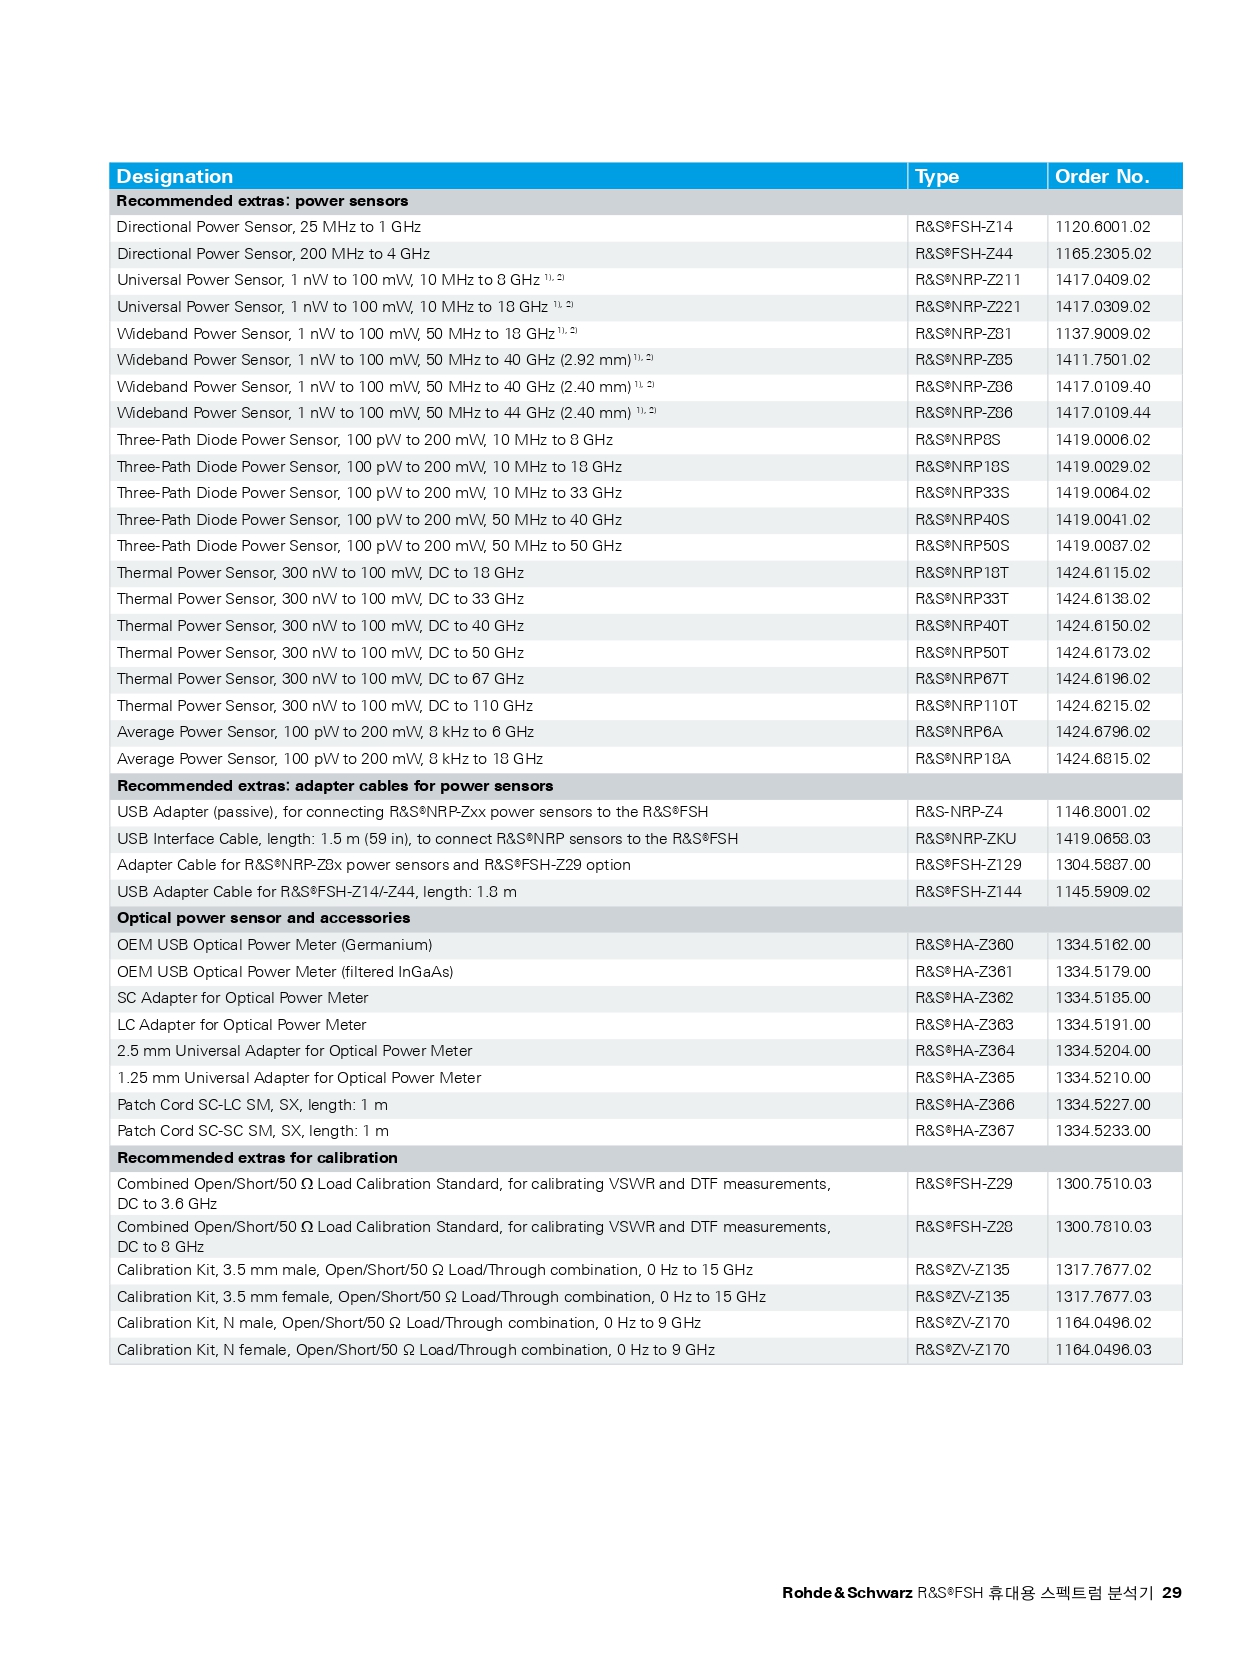 Designation Type Order No.
Recommended extras: power sensors
Directional Power Sensor, 25 MHz to 1 GHz R&S®FSH-Z14 1120.6001.02
Directional Power Sensor, 200 MHz to 4 GHz R&S®FSH-Z44 1165.2305.02
Universal Power Sensor, 1 nW to 100 mW, 10 MHz to 8 GHz 1), 2) R&S®NRP-Z211 1417.0409.02
Universal Power Sensor, 1 nW to 100 mW, 10 MHz to 18 GHz 1), 2) R&S®NRP-Z221 1417.0309.02
Wideband Power Sensor, 1 nW to 100 mW, 50 MHz to 18 GHz 1), 2) R&S®NRP-Z81 1137.9009.02
Wideband Power Sensor, 1 nW to 100 mW, 50 MHz to 40 GHz (2.92 mm) 1), 2) R&S®NRP-Z85 1411.7501.02
Wideband Power Sensor, 1 nW to 100 mW, 50 MHz to 40 GHz (2.40 mm) 1), 2) R&S®NRP-Z86 1417.0109.40
Wideband Power Sensor, 1 nW to 100 mW, 50 MHz to 44 GHz (2.40 mm) 1), 2) R&S®NRP-Z86 1417.0109.44
Three-Path Diode Power Sensor, 100 pW to 200 mW, 10 MHz to 8 GHz R&S®NRP8S 1419.0006.02
Three-Path Diode Power Sensor, 100 pW to 200 mW, 10 MHz to 18 GHz R&S®NRP18S 1419.0029.02
Three-Path Diode Power Sensor, 100 pW to 200 mW, 10 MHz to 33 GHz R&S®NRP33S 1419.0064.02
Three-Path Diode Power Sensor, 100 pW to 200 mW, 50 MHz to 40 GHz R&S®NRP40S 1419.0041.02
Three-Path Diode Power Sensor, 100 pW to 200 mW, 50 MHz to 50 GHz R&S®NRP50S 1419.0087.02
Thermal Power Sensor, 300 nW to 100 mW, DC to 18 GHz R&S®NRP18T 1424.6115.02
Thermal Power Sensor, 300 nW to 100 mW, DC to 33 GHz R&S®NRP33T 1424.6138.02
Thermal Power Sensor, 300 nW to 100 mW, DC to 40 GHz R&S®NRP40T 1424.6150.02
Thermal Power Sensor, 300 nW to 100 mW, DC to 50 GHz R&S®NRP50T 1424.6173.02
Thermal Power Sensor, 300 nW to 100 mW, DC to 67 GHz R&S®NRP67T 1424.6196.02
Thermal Power Sensor, 300 nW to 100 mW, DC to 110 GHz R&S®NRP110T 1424.6215.02
Average Power Sensor, 100 pW to 200 mW, 8 kHz to 6 GHz R&S®NRP6A 1424.6796.02
Average Power Sensor, 100 pW to 200 mW, 8 kHz to 18 GHz R&S®NRP18A 1424.6815.02
Recommended extras: adapter cables for power sensors
USB Adapter (passive), for connecting R&S®NRP-Zxx power sensors to the R&S®FSH R&S-NRP-Z4 1146.8001.02
USB Interface Cable, length: 1.5 m (59 in), to connect R&S®NRP sensors to the R&S®FSH R&S®NRP-ZKU 1419.0658.03
Adapter Cable for R&S®NRP-Z8x power sensors and R&S®FSH-Z29 option R&S®FSH-Z129 1304.5887.00
USB Adapter Cable for R&S®FSH-Z14/-Z44, length: 1.8 m R&S®FSH-Z144 1145.5909.02
Optical power sensor and accessories
OEM USB Optical Power Meter (Germanium) R&S®HA-Z360 1334.5162.00
OEM USB Optical Power Meter (filtered InGaAs) R&S®HA-Z361 1334.5179.00
SC Adapter for Optical Power Meter R&S®HA-Z362 1334.5185.00
LC Adapter for Optical Power Meter R&S®HA-Z363 1334.5191.00
2.5 mm Universal Adapter for Optical Power Meter R&S®HA-Z364 1334.5204.00
1.25 mm Universal Adapter for Optical Power Meter R&S®HA-Z365 1334.5210.00
Patch Cord SC-LC SM, SX, length: 1 m R&S®HA-Z366 1334.5227.00
Patch Cord SC-SC SM, SX, length: 1 m R&S®HA-Z367 1334.5233.00
Recommended extras for calibration
Combined Open/Short/50 Ω Load Calibration Standard, for calibrating VSWR and DTF measurements, R&S®FSH-Z29 1300.7510.03
DC to 3.6 GHz
Combined Open/Short/50 Ω Load Calibration Standard, for calibrating VSWR and DTF measurements, R&S®FSH-Z28 1300.7810.03
DC to 8 GHz
Calibration Kit, 3.5 mm male, Open/Short/50 Ω Load/Through combination, 0 Hz to 15 GHz R&S®ZV-Z135 1317.7677.02
Calibration Kit, 3.5 mm female, Open/Short/50 Ω Load/Through combination, 0 Hz to 15 GHz R&S®ZV-Z135 1317.7677.03
Calibration Kit, N male, Open/Short/50 Ω Load/Through combination, 0 Hz to 9 GHz R&S®ZV-Z170 1164.0496.02
Calibration Kit, N female, Open/Short/50 Ω Load/Through combination, 0 Hz to 9 GHz R&S®ZV-Z170 1164.0496.03
Rohde & Schwarz R&S®FSH 휴대용 스펙트럼 분석기 29